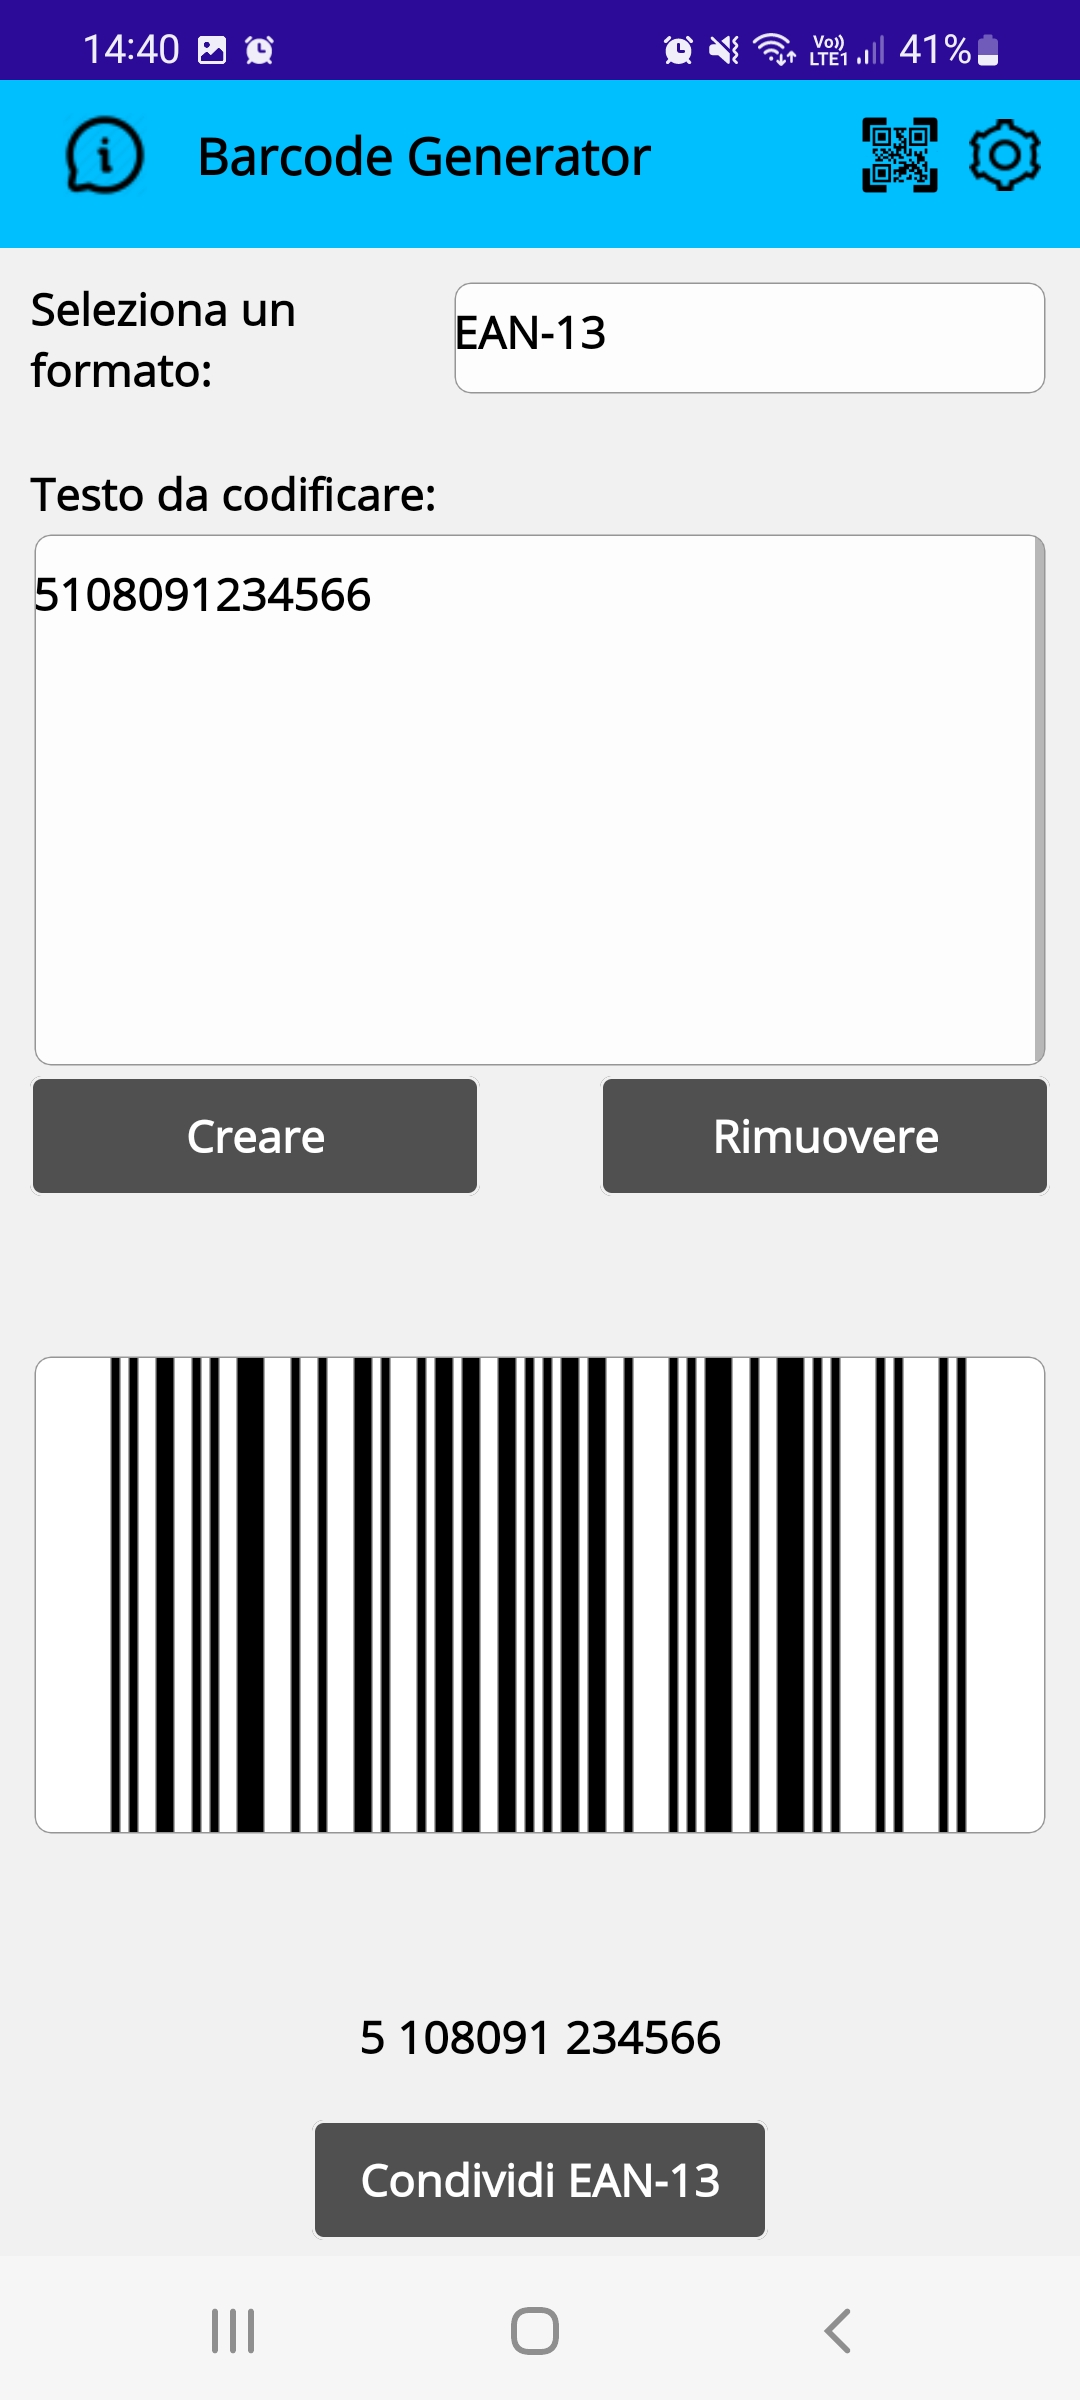 14:40
Vo)) LTE1 41%
Barcode Generator
Seleziona un
formato:
EAN-13
Testo da codificare:
5108091234566
Creare
Rimuovere
5 108091 234566
Condividi EAN-13